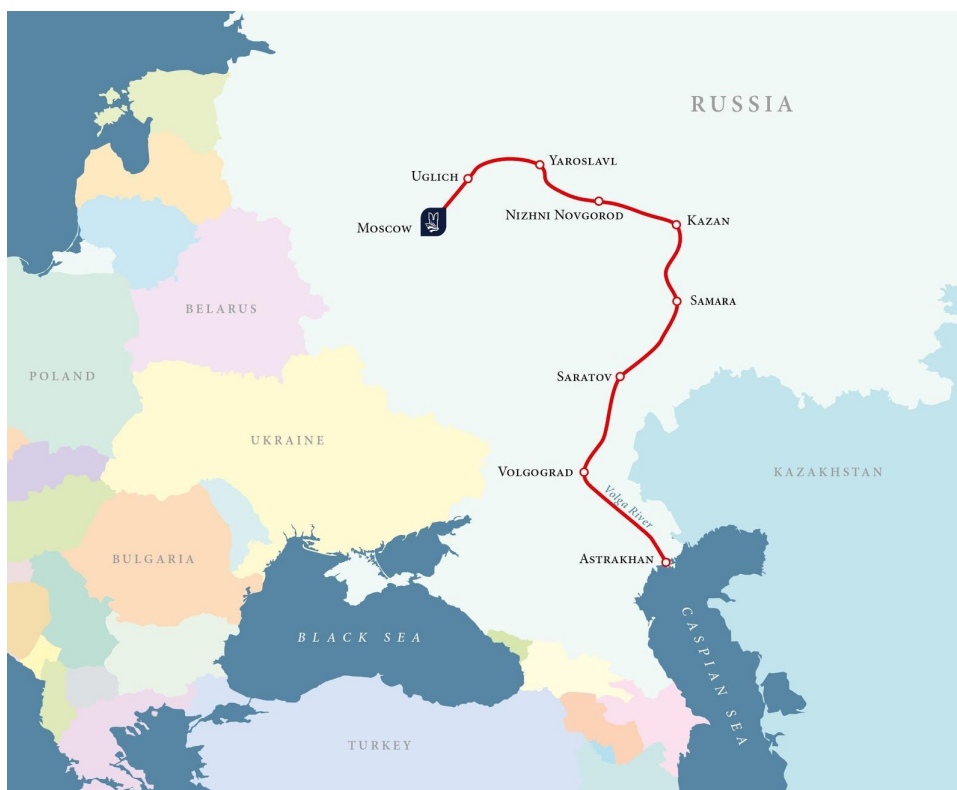 RUSSIA
YAROSLAVL
UGLICH
NIZHNI NOVGOROD
KAZAN
MOSCOW
SAMARA
BELARUS
POLAND
SARATOV
UKRAINE
VOLGOGRAD
KAZAKHSTAN
Volga River
BULGARIA
ASTRAKHAN
BLACK SEA
CASPIAN SEA
TURKEY